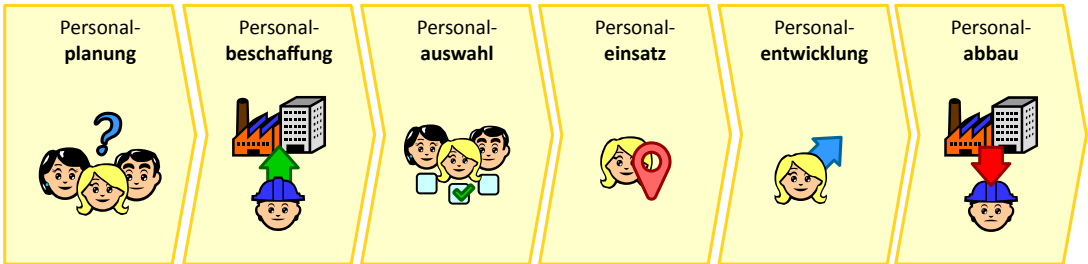 Personal-
planung
Personal-
beschaffung
Personal-
auswahl
Personal-
einsatz
Personal-
entwicklung
Personal-
abbau
?